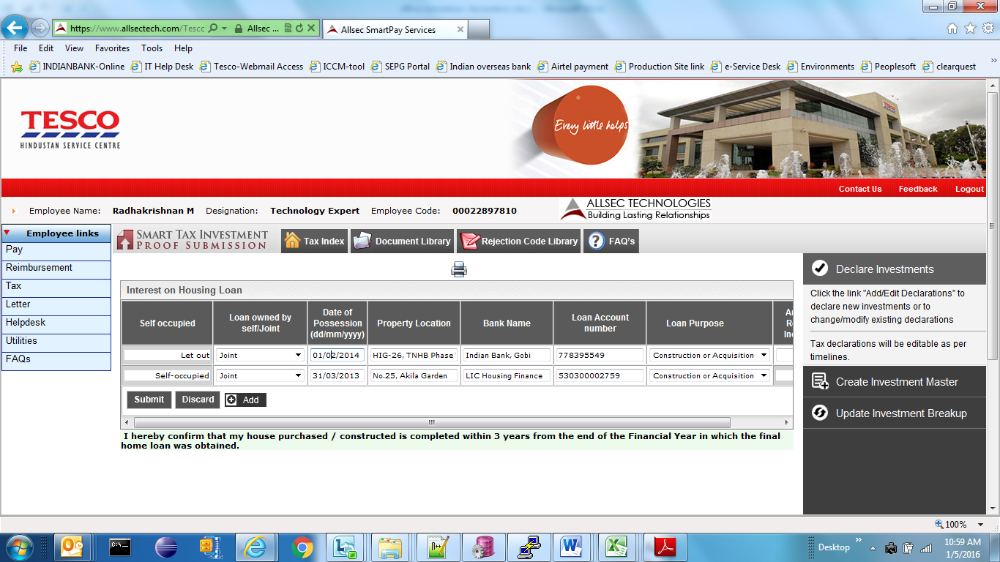 https://www.allsectech.com/Tesco
Allsec ...
Allsec SmartPay Services
File Edit View Favorites Tools Help
INDIANBANK-Online IT Help Desk Tesco-Webmail Access ICCM-tool SEPG Portal Indian overseas bank Airtel payment Production Site link e-Service Desk Environments Peoplesoft clearquest
TESCO
HINDUSTAN SERVICE CENTRE
Every little helps
TESCO
Contact Us Feedback Logout
Employee Name: Radhakrishnan M Designation: Technology Expert Employee Code: 00022897810
ALLSEC TECHNOLOGIES
Building Lasting Relationships
Employee links
Pay
Reimbursement
Tax
Letter
Helpdesk
Utilities
FAQs
SMART TAX INVESTMENT
PROOF SUBMISSION
Tax Index Document Library Rejection Code Library FAQ's
Interest on Housing Loan
Self occupied
Loan owned by
self/Joint
Date of
Possession
(dd/mm/yyyy)
Property Location
Bank Name
Loan Account
number
Loan Purpose
Let out Joint 01/02/2014 HIG-26, TNHB Phase Indian Bank, Gobi 778395549 Construction or Acquisition
Self-occupied Joint 31/03/2013 No.25, Akila Garden LIC Housing Finance 530300002759 Construction or Acquisition
Submit Discard Add
I hereby confirm that my house purchased / constructed is completed within 3 years from the end of the Financial Year in which the final
home loan was obtained.
Declare Investments
Click the link "Add/Edit Declarations" to
declare new investments or to
change/modify existing declarations
Tax declarations will be editable as per
timelines.
Create Investment Master
Update Investment Breakup
100%
Desktop
10:59 AM
1/5/2016